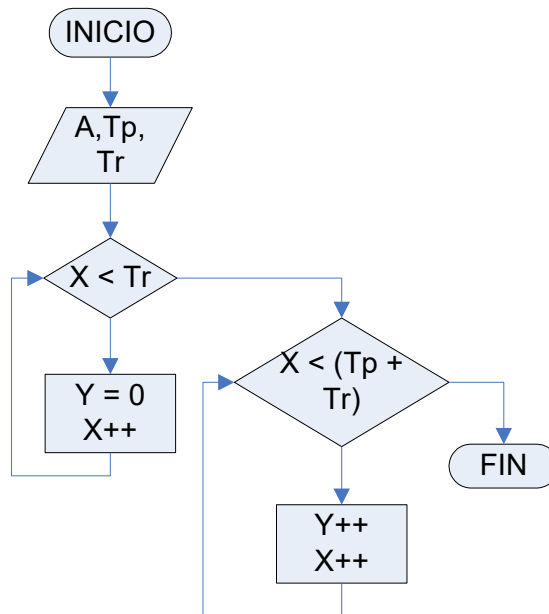 INICIO
A,Tp,
Tr
X < Tr
Y = 0
X++
X < (Tp +
Tr)
FIN
Y++
X++